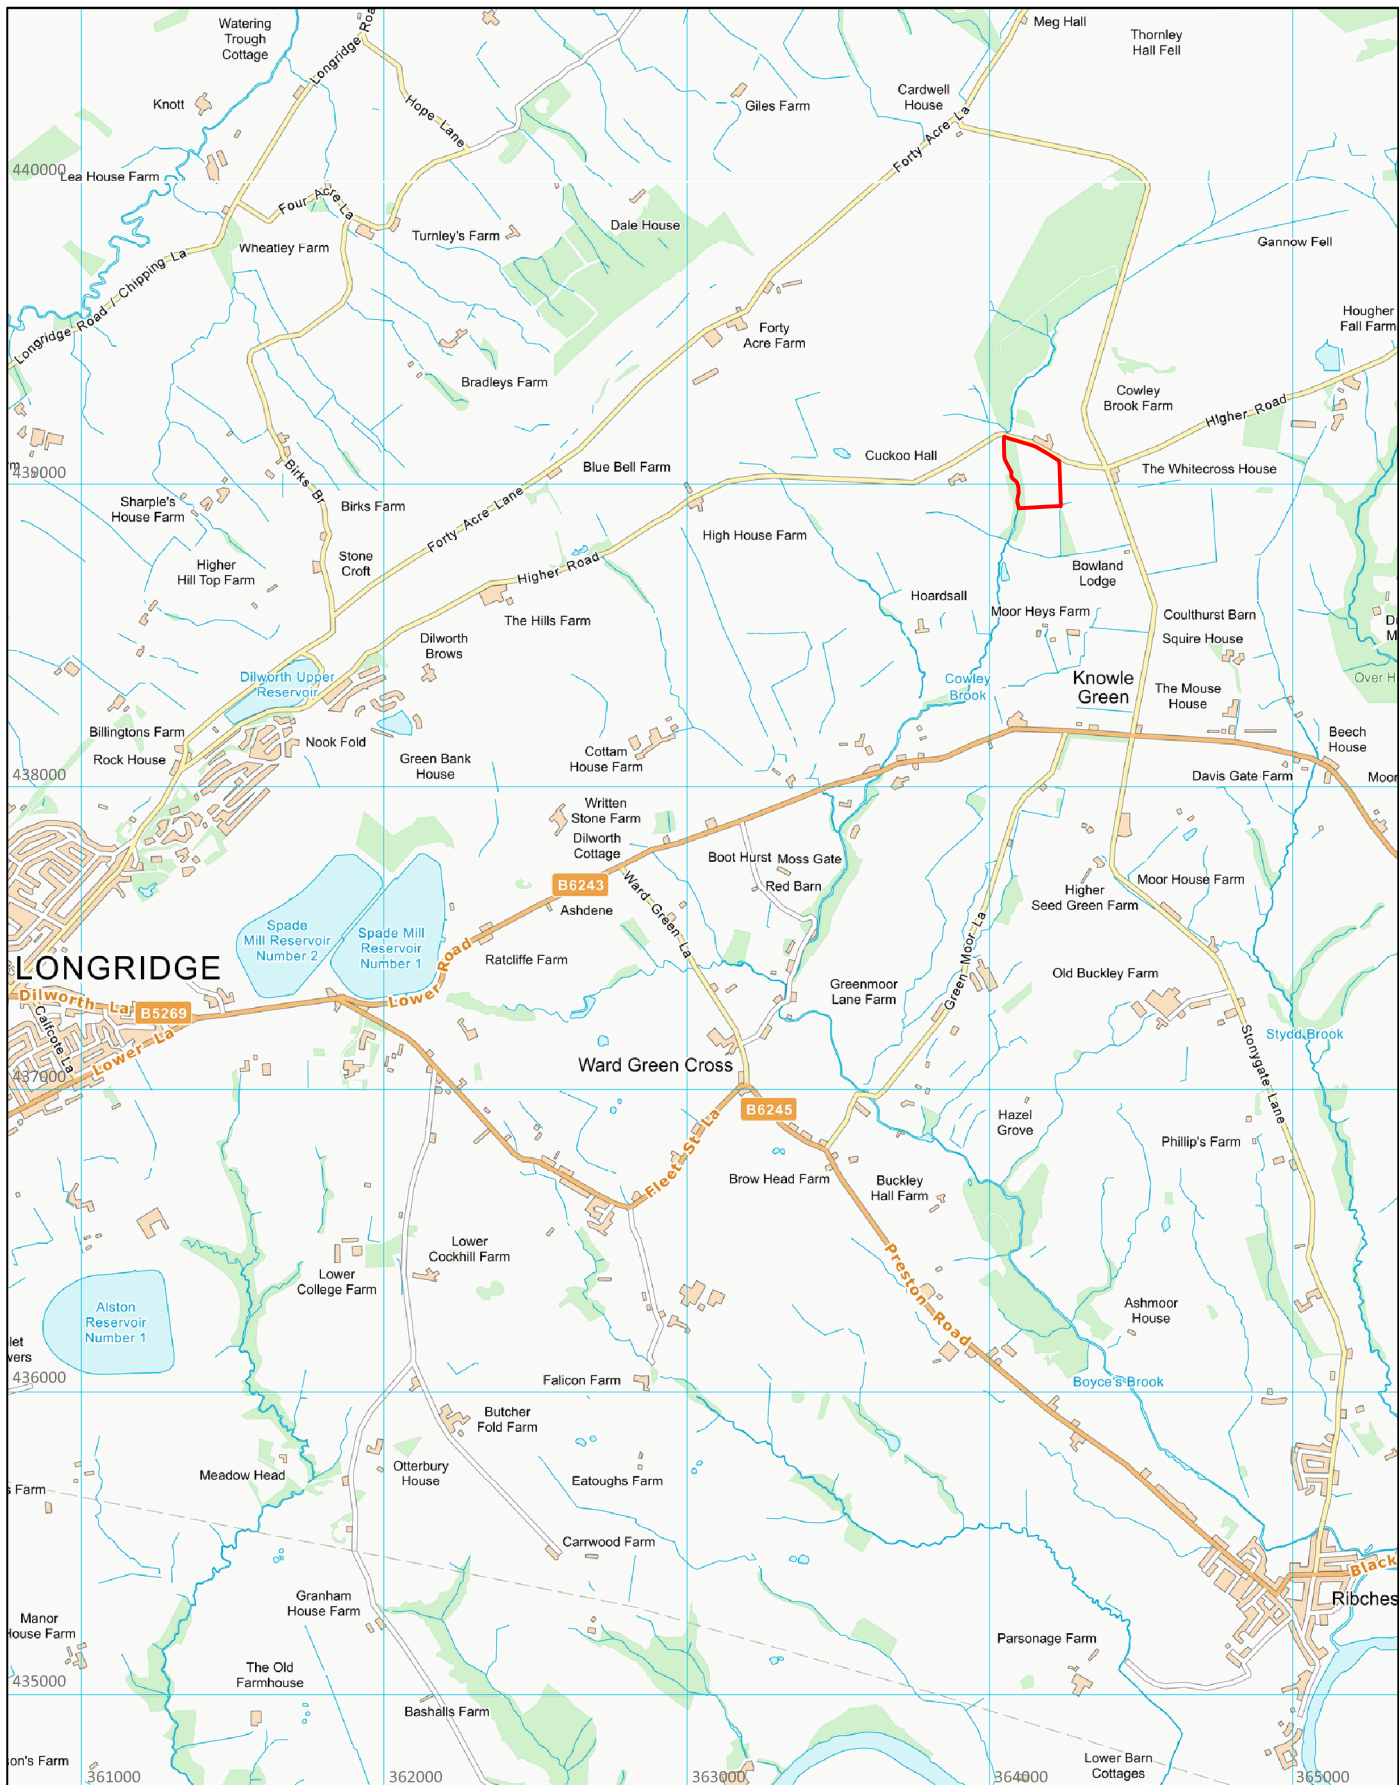 Watering
Trough
Cottage
Longridge Roa
Meg Hall
Thornley
Hall Fell
Knott
Hope Lane
Giles Farm
Cardwell
House
Forty Acre La
440000
Lea House Farm
Four Acre La
Wheatley Farm
Turnley's Farm
Dale House
Gannow Fell
Longridge Road / Chipping La
Forty
Acre Farm
Hougher
Fall Farm
Bradleys Farm
Cowley
Brook Farm
Higher Road
439000
Cuckoo Hall
Blue Bell Farm
The Whitecross House
Birks Br
Sharple's
House Farm
Birks Farm
Forty Acre Lane
High House Farm
Higher
Hill Top Farm
Stone
Croft
Higher Road
Bowland
Lodge
Hoardsall
Moor Heys Farm
The Hills Farm
Coulthurst Barn
Squire House
Dilworth
Brows
Dilworth Upper
Reservoir
Cowley
Brook
Knowle
Green
Over H
The Mouse
House
Billingtons Farm
Rock House
Nook Fold
Green Bank
House
Cottam
House Farm
Beech
House
438000
Davis Gate Farm
Moor
Written
Stone Farm
Dilworth
Cottage
Boot Hurst
Moss Gate
Red Barn
Moor House Farm
Higher
Seed Green Farm
B6243
Ashdene
Ward Green La
Spade
Mill Reservoir
Number 2
Spade Mill
Reservoir
Number 1
Lower Road
Ratcliffe Farm
LONGRIDGE
Green Moor La
Greenmoor
Lane Farm
Old Buckley Farm
Dilworth La
B5269
Calfcote La
Lower La
Stydd Brook
Stonygate Lane
437000
Ward Green Cross
B6245
Hazel
Grove
Phillip's Farm
Fleet St La
Brow Head Farm
Buckley
Hall Farm
Lower
Cockhill Farm
Lower
College Farm
Preston Road
Alston
Reservoir
Number 1
Ashmoor
House
let
wers
436000
Falicon Farm
Boyce's Brook
Butcher
Fold Farm
Meadow Head
Otterbury
House
Eatoughs Farm
s Farm
Carrwood Farm
Black
Granham
House Farm
Ribches
Manor
House Farm
Parsonage Farm
The Old
Farmhouse
435000
Bashalls Farm
on's Farm
Lower Barn
Cottages
361000
362000
363000
364000
365000